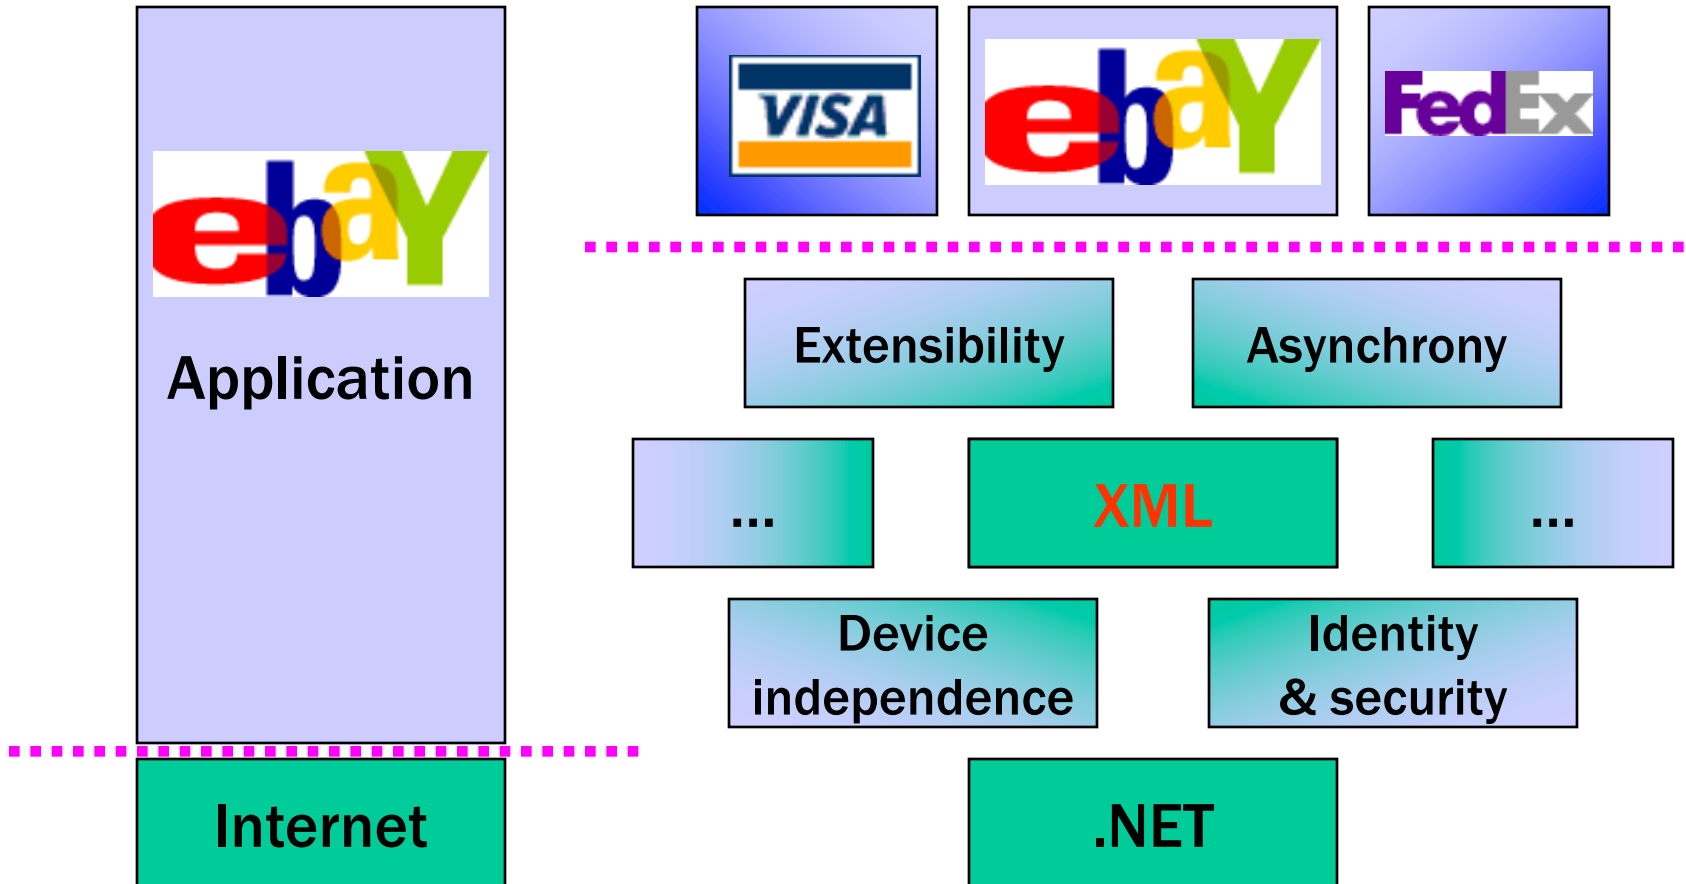 ebaY
Application
Internet
VISA
ebaY
FedEx
Extensibility
Asynchrony
...
XML
...
Device
independence
Identity
& security
.NET